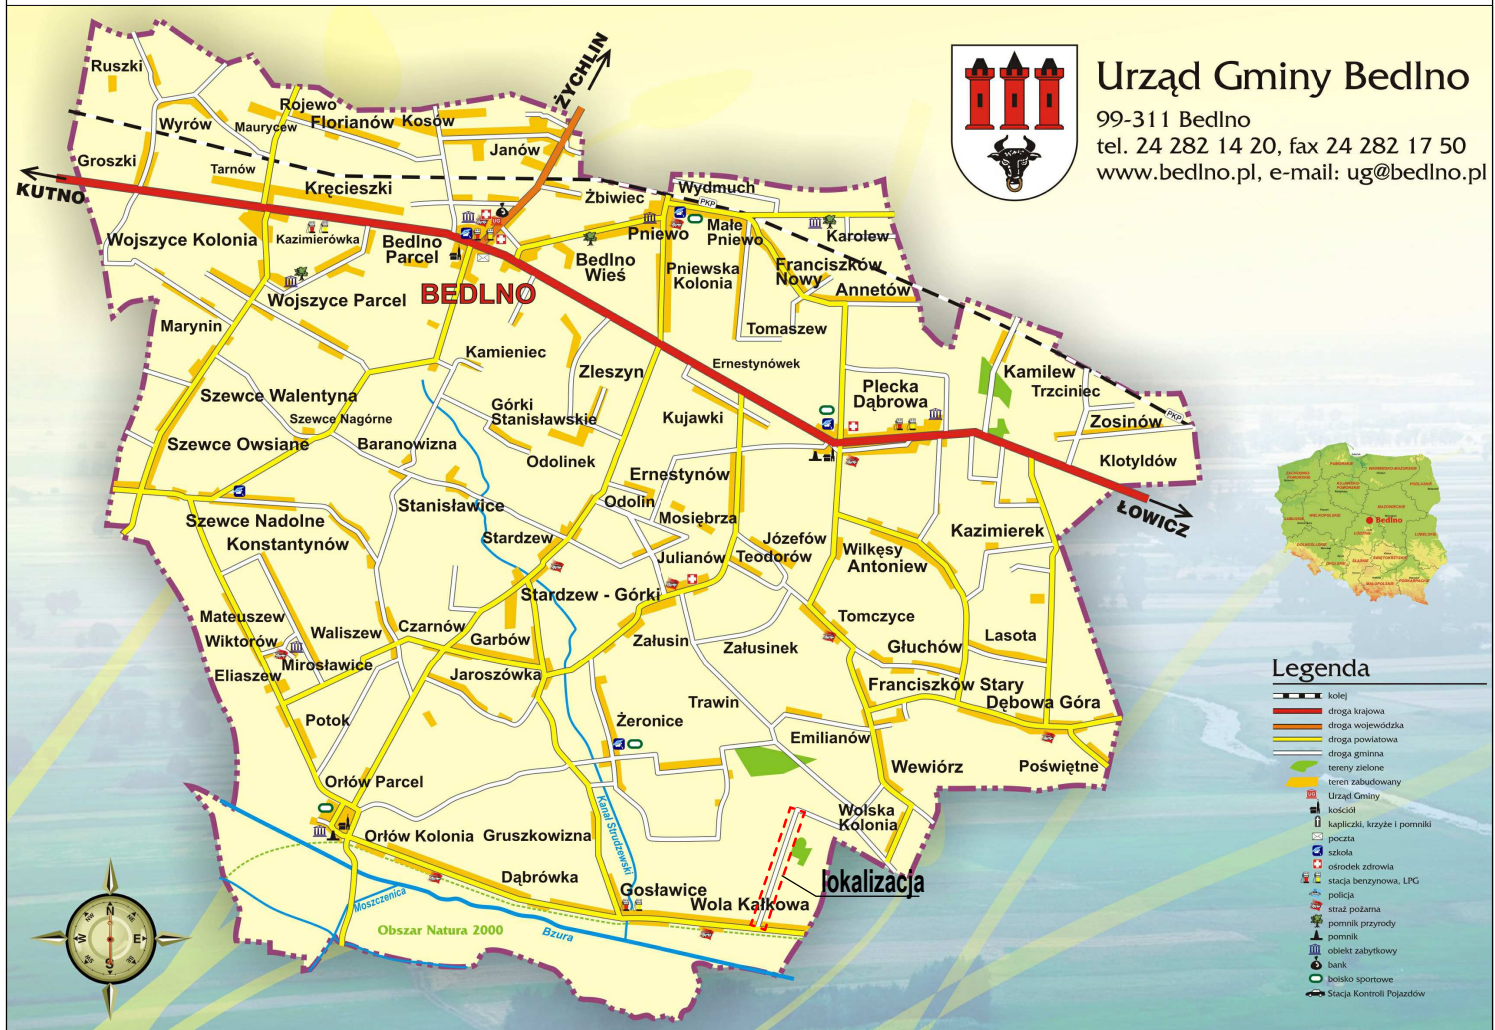 Urząd Gminy Bedlno
99-311 Bedlno
tel. 24 282 14 20, fax 24 282 17 50
www.bedlno.pl, e-mail: ug@bedlno.pl
ŻYCHLIN
Ruszki
Rojewo
Wyrów
Maurycew
Florianów
Kosów
Janów
Groszki
Tarnów
Kręcieszki
KUTNO
Żbiwiec
Wydmuch
PKP
Wojszyce Kolonia
Kazimierówka
Bedlno
Parcel
Pniewo
Małe
Pniewo
Karolew
Bedlno
Wieś
Pniewska
Kolonia
Franciszków
Nowy
Annetów
Wojszyce Parcel
BEDLNO
Marynin
Tomaszew
Kamieniec
Zleszyn
Ernestynówek
Kamilew
Trzciniec
Plecka
Dąbrowa
Szewce Walentyna
Górki
Stanisławskie
Szewce Nagórne
Kujawki
PKP
Zosinów
Szewce Owsiane
Baranowizna
Odolinek
Ernestynów
Klotyldów
Stanisławice
Odolin
ŁOWICZ
Szewce Nadolne
Mosiębrza
Konstantynów
Stardzew
Józefów
Kazimierek
Julianów
Teodorów
Wilkęsy
Antoniew
Stardzew - Górki
Mateuszew
Wiktorów
Waliszew
Czarnów
Garbów
Załusin
Załusinek
Tomczyce
Głuchów
Lasota
Mirosławice
Eliaszew
Jaroszówka
Franciszków Stary
Dębowa Góra
Potok
Trawin
Żeronice
Emilianów
Wewiórz
Poświętne
Orłów Parcel
Kanał Strudzewski
Wolska
Kolonia
Orłów Kolonia
Gruszkowizna
Dąbrówka
lokalizacja
Gosławice
Wola Kałkowa
Moszczenica
Obszar Natura 2000
Bzura
N
NE
E
S
SW
W
NW
Bedlno
Legenda
kolej
droga krajowa
droga wojewódzka
droga powiatowa
droga gminna
tereny zielone
teren zabudowany
Urząd Gminy
kościół
kapliczki, krzyże i pomniki
poczta
szkoła
ośrodek zdrowia
stacja benzynowa, LPG
policja
straż pożarna
pomnik przyrody
pomnik
obiekt zabytkowy
bank
boisko sportowe
Stacja Kontroli Pojazdów